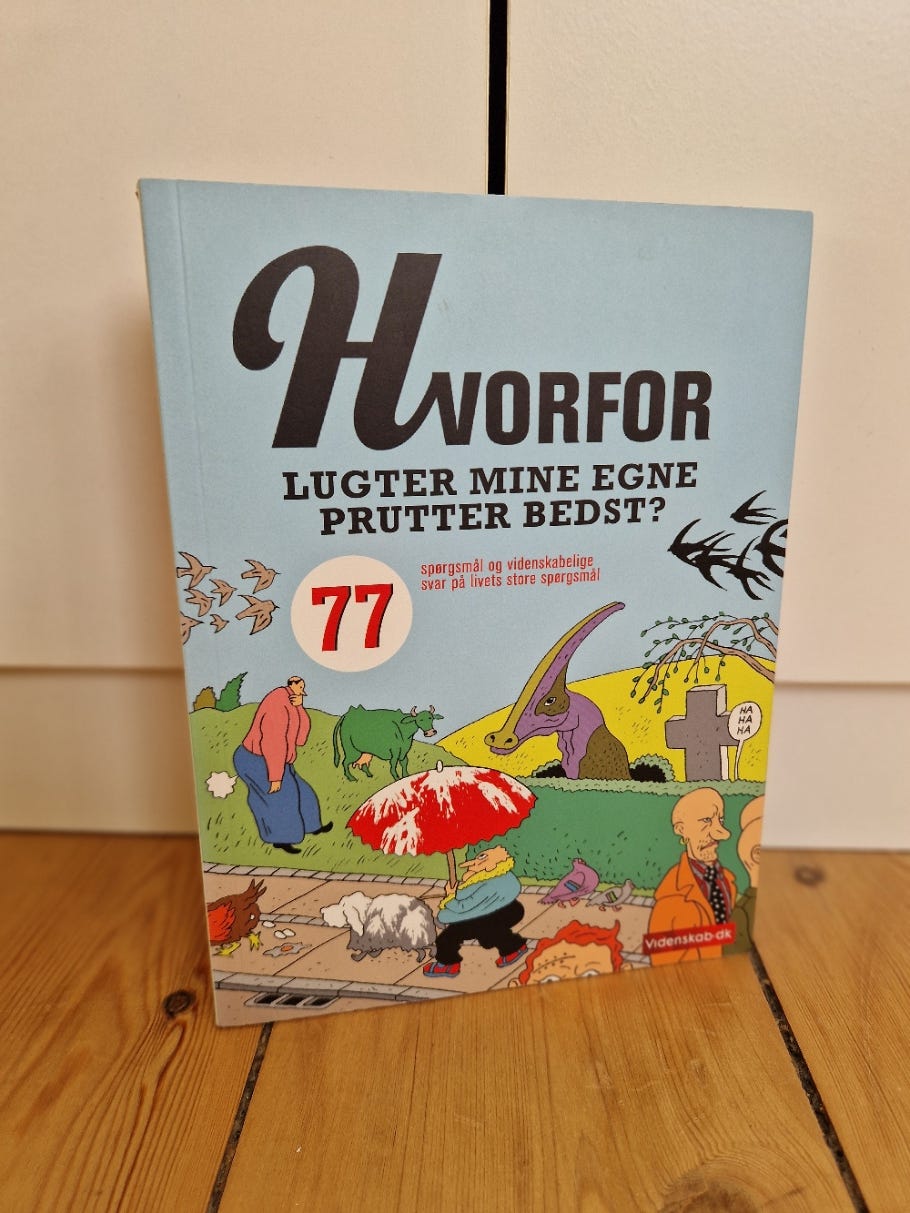 HVORFOR
LUGTER MINE EGNE
PRUTTER BEDST?
77
spørgsmål og videnskabelige
svar på livets store spørgsmål
HA
HA
HA
Videnskab.dk